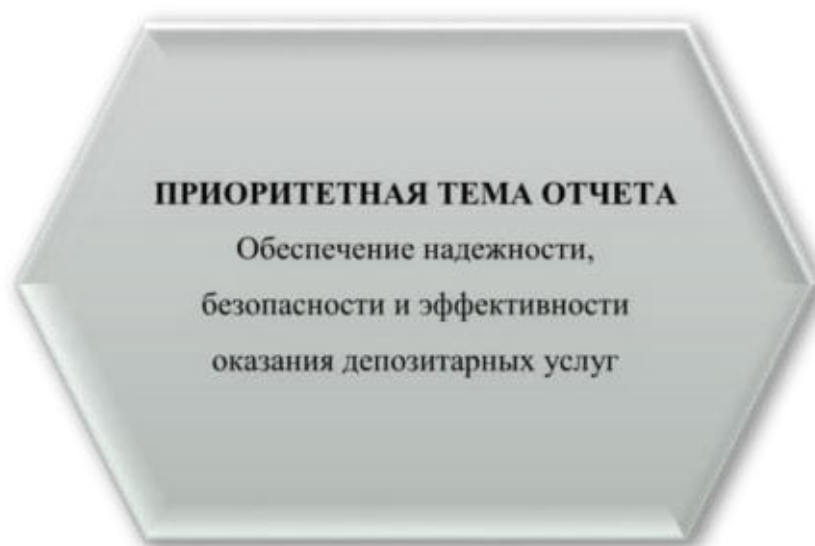 ПРИОРИТЕТНАЯ ТЕМА ОТЧЕТА
Обеспечение надежности,
безопасности и эффективности
оказания депозитарных услуг